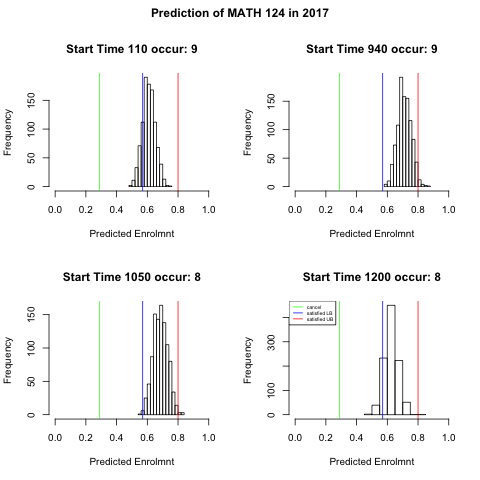 Prediction of MATH 124 in 2017
Start Time 110 occur: 9
Frequency
150
100
50
0
0.0 0.2 0.4 0.6 0.8 1.0
Predicted Enrolmnt
Start Time 940 occur: 9
Frequency
150
100
50
0
0.0 0.2 0.4 0.6 0.8 1.0
Predicted Enrolmnt
Start Time 1050 occur: 8
Frequency
150
100
50
0
0.0 0.2 0.4 0.6 0.8 1.0
Predicted Enrolmnt
Start Time 1200 occur: 8
cancel
satisfied LB
satisfied UB
Frequency
300
100
0
0.0 0.2 0.4 0.6 0.8 1.0
Predicted Enrolmnt